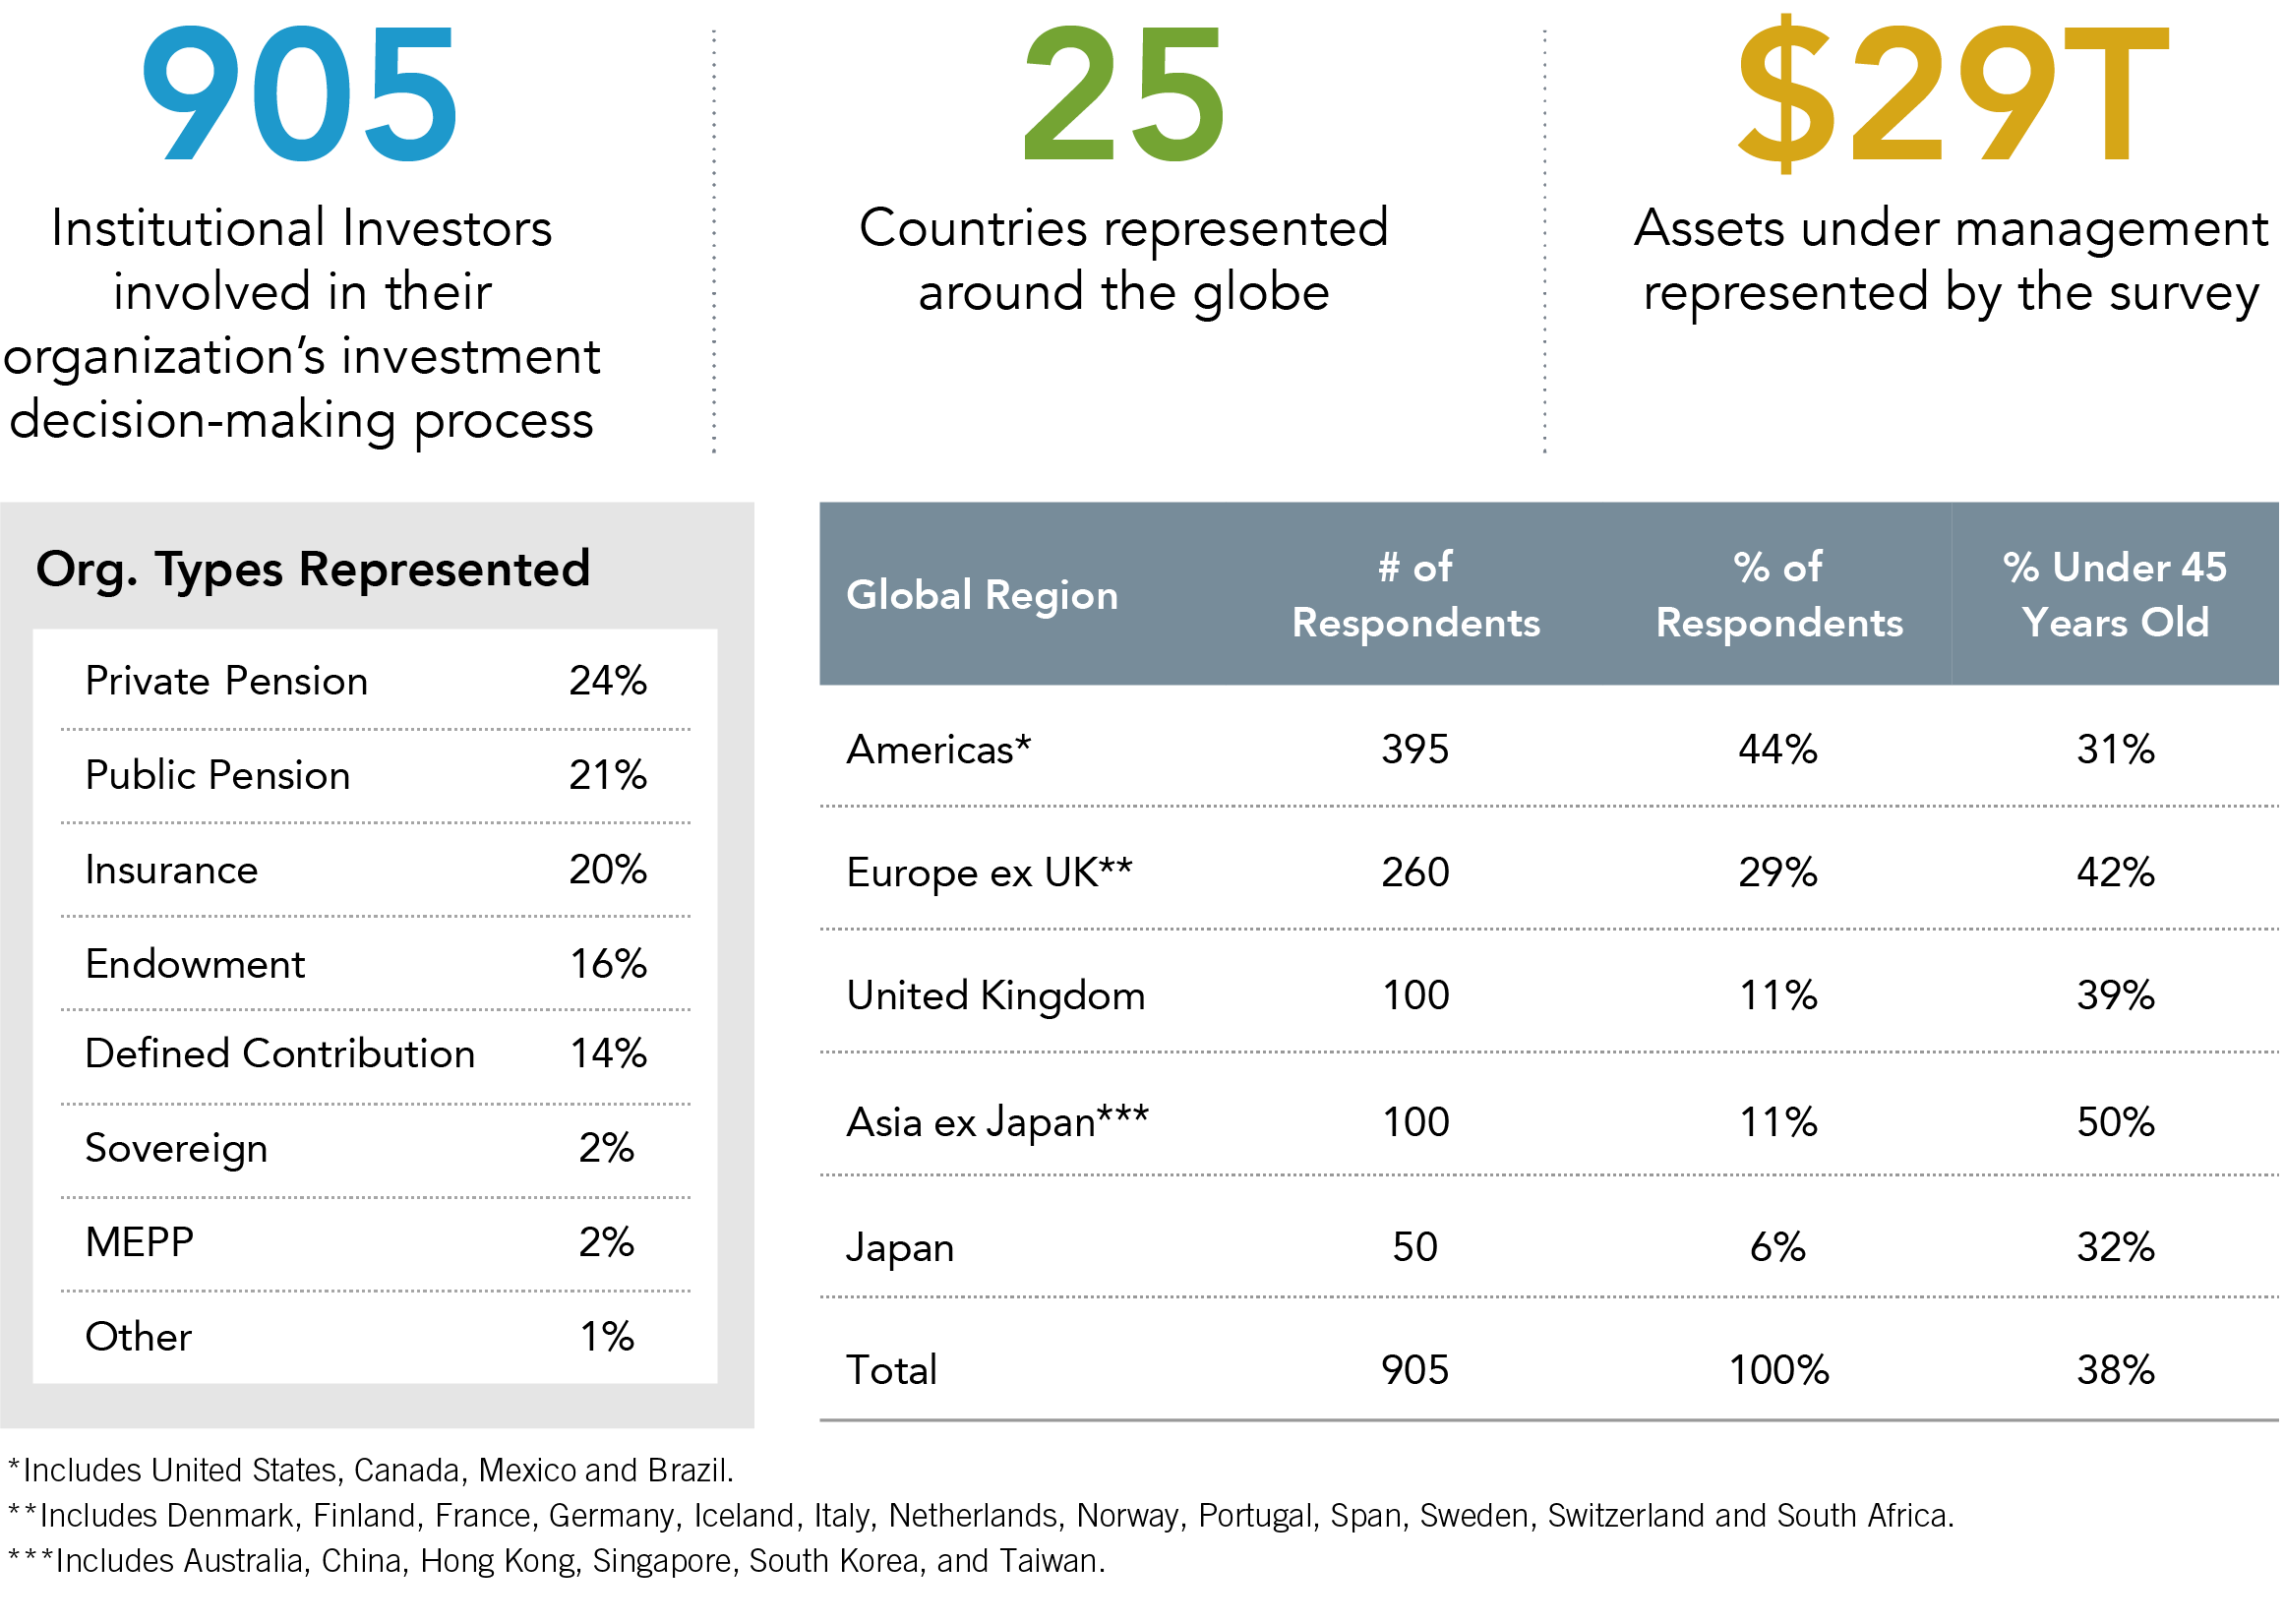 905
Institutional Investors
involved in their
organization’s investment
decision-making process
25
Countries represented
around the globe
$29T
Assets under management
represented by the survey
Org. Types Represented
Private Pension 24%
Public Pension 21%
Insurance 20%
Endowment 16%
Defined Contribution 14%
Sovereign 2%
MEPP 2%
Other 1%
Global Region # of Respondents % of Respondents % Under 45 Years Old
Americas* 395 44% 31%
Europe ex UK** 260 29% 42%
United Kingdom 100 11% 39%
Asia ex Japan*** 100 11% 50%
Japan 50 6% 32%
Total 905 100% 38%
*Includes United States, Canada, Mexico and Brazil.
**Includes Denmark, Finland, France, Germany, Iceland, Italy, Netherlands, Norway, Portugal, Span, Sweden, Switzerland and South Africa.
***Includes Australia, China, Hong Kong, Singapore, South Korea, and Taiwan.